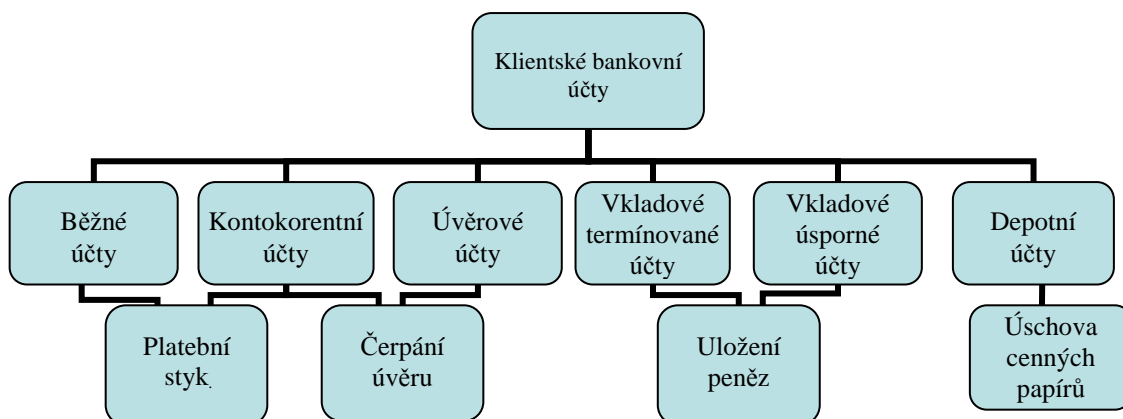 Klientské bankovní
účty
Běžné
účty
Kontokorentní
účty
Úvěrové
účty
Vkladové
termínované
účty
Vkladové
úsporné
účty
Depotní
účty
Platební
styk.
Čerpání
úvěru
Uložení
peněz
Úschova
cenných
papírů